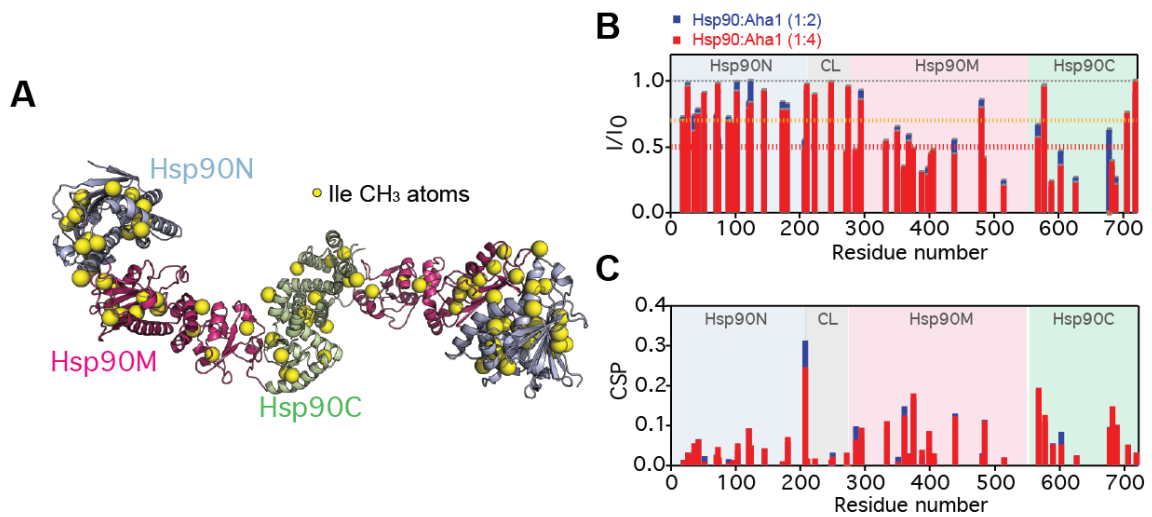 A
Hsp90N
Ile CH₃ atoms
Hsp90M
Hsp90C
B
Hsp90:Aha1 (1:2)
Hsp90:Aha1 (1:4)
Hsp90N CL Hsp90M Hsp90C
1.0
0.5
0.0
I/I0
0 100 200 300 400 500 600 700
Residue number
C
Hsp90N CL Hsp90M Hsp90C
0.4
0.3
0.2
0.1
0.0
CSP
0 100 200 300 400 500 600 700
Residue number